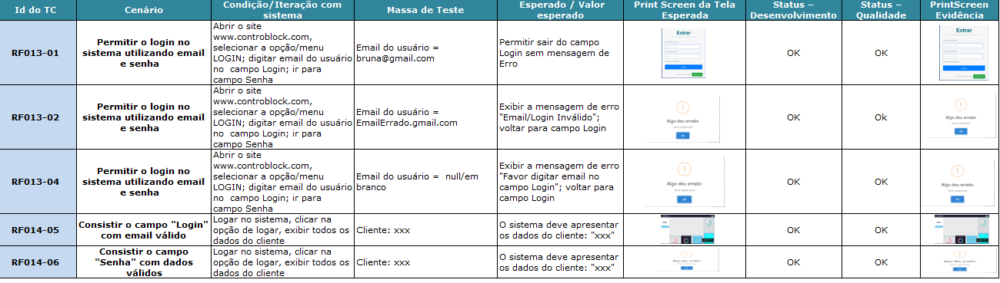 Id do TC
Cenário
Condição/Iteração com
sistema
Massa de Teste
Esperado / Valor
esperado
Print Screen da Tela
Esperada
Status –
Desenvolvimento
Status –
Qualidade
PrintScreen
Evidência
RF013-01
Permitir o login no
sistema utilizando email
e senha
Abrir o site
www.controblock.com,
selecionar a opção/menu
LOGIN; digitar email do usuário
no  campo Login; ir para
campo Senha
Email do usuário =
bruna@gmail.com
Permitir sair do campo
Login sem mensagem de
Erro
Entrar
OK
OK
Entrar
RF013-02
Permitir o login no
sistema utilizando email
e senha
Abrir o site
www.controblock.com,
selecionar a opção/menu
LOGIN; digitar email do usuário
no  campo Login; ir para
campo Senha
Email do usuário =
EmailErrado.gmail.com
Exibir a mensagem de erro
"Email/Login Inválido";
voltar para campo Login
Algo deu errado
OK
OK
Ok
Algo deu errado
OK
RF013-04
Permitir o login no
sistema utilizando email
e senha
Abrir o site
www.controblock.com,
selecionar a opção/menu
LOGIN; digitar email do usuário
no  campo Login; ir para
campo Senha
Email do usuário =  null/em
branco
Exibir a mensagem de erro
"Favor digitar email no
campo Login"; voltar para
campo Login
Algo deu errado
OK
OK
OK
Algo deu errado
OK
RF014-05
Consistir o campo "Login"
com email válido
Logar no sistema, clicar na
opção de logar, exibir todos os
dados do cliente
Cliente: xxx
O sistema deve apresentar
os dados do cliente: "xxx"
OK
OK
RF014-06
Consistir o campo
"Senha" com dados
válidos
Logar no sistema, clicar na
opção de logar, exibir todos os
dados do cliente
Cliente: xxx
O sistema deve apresentar
os dados do cliente: "xxx"
Algo deu errado
OK
OK
Algo deu errado